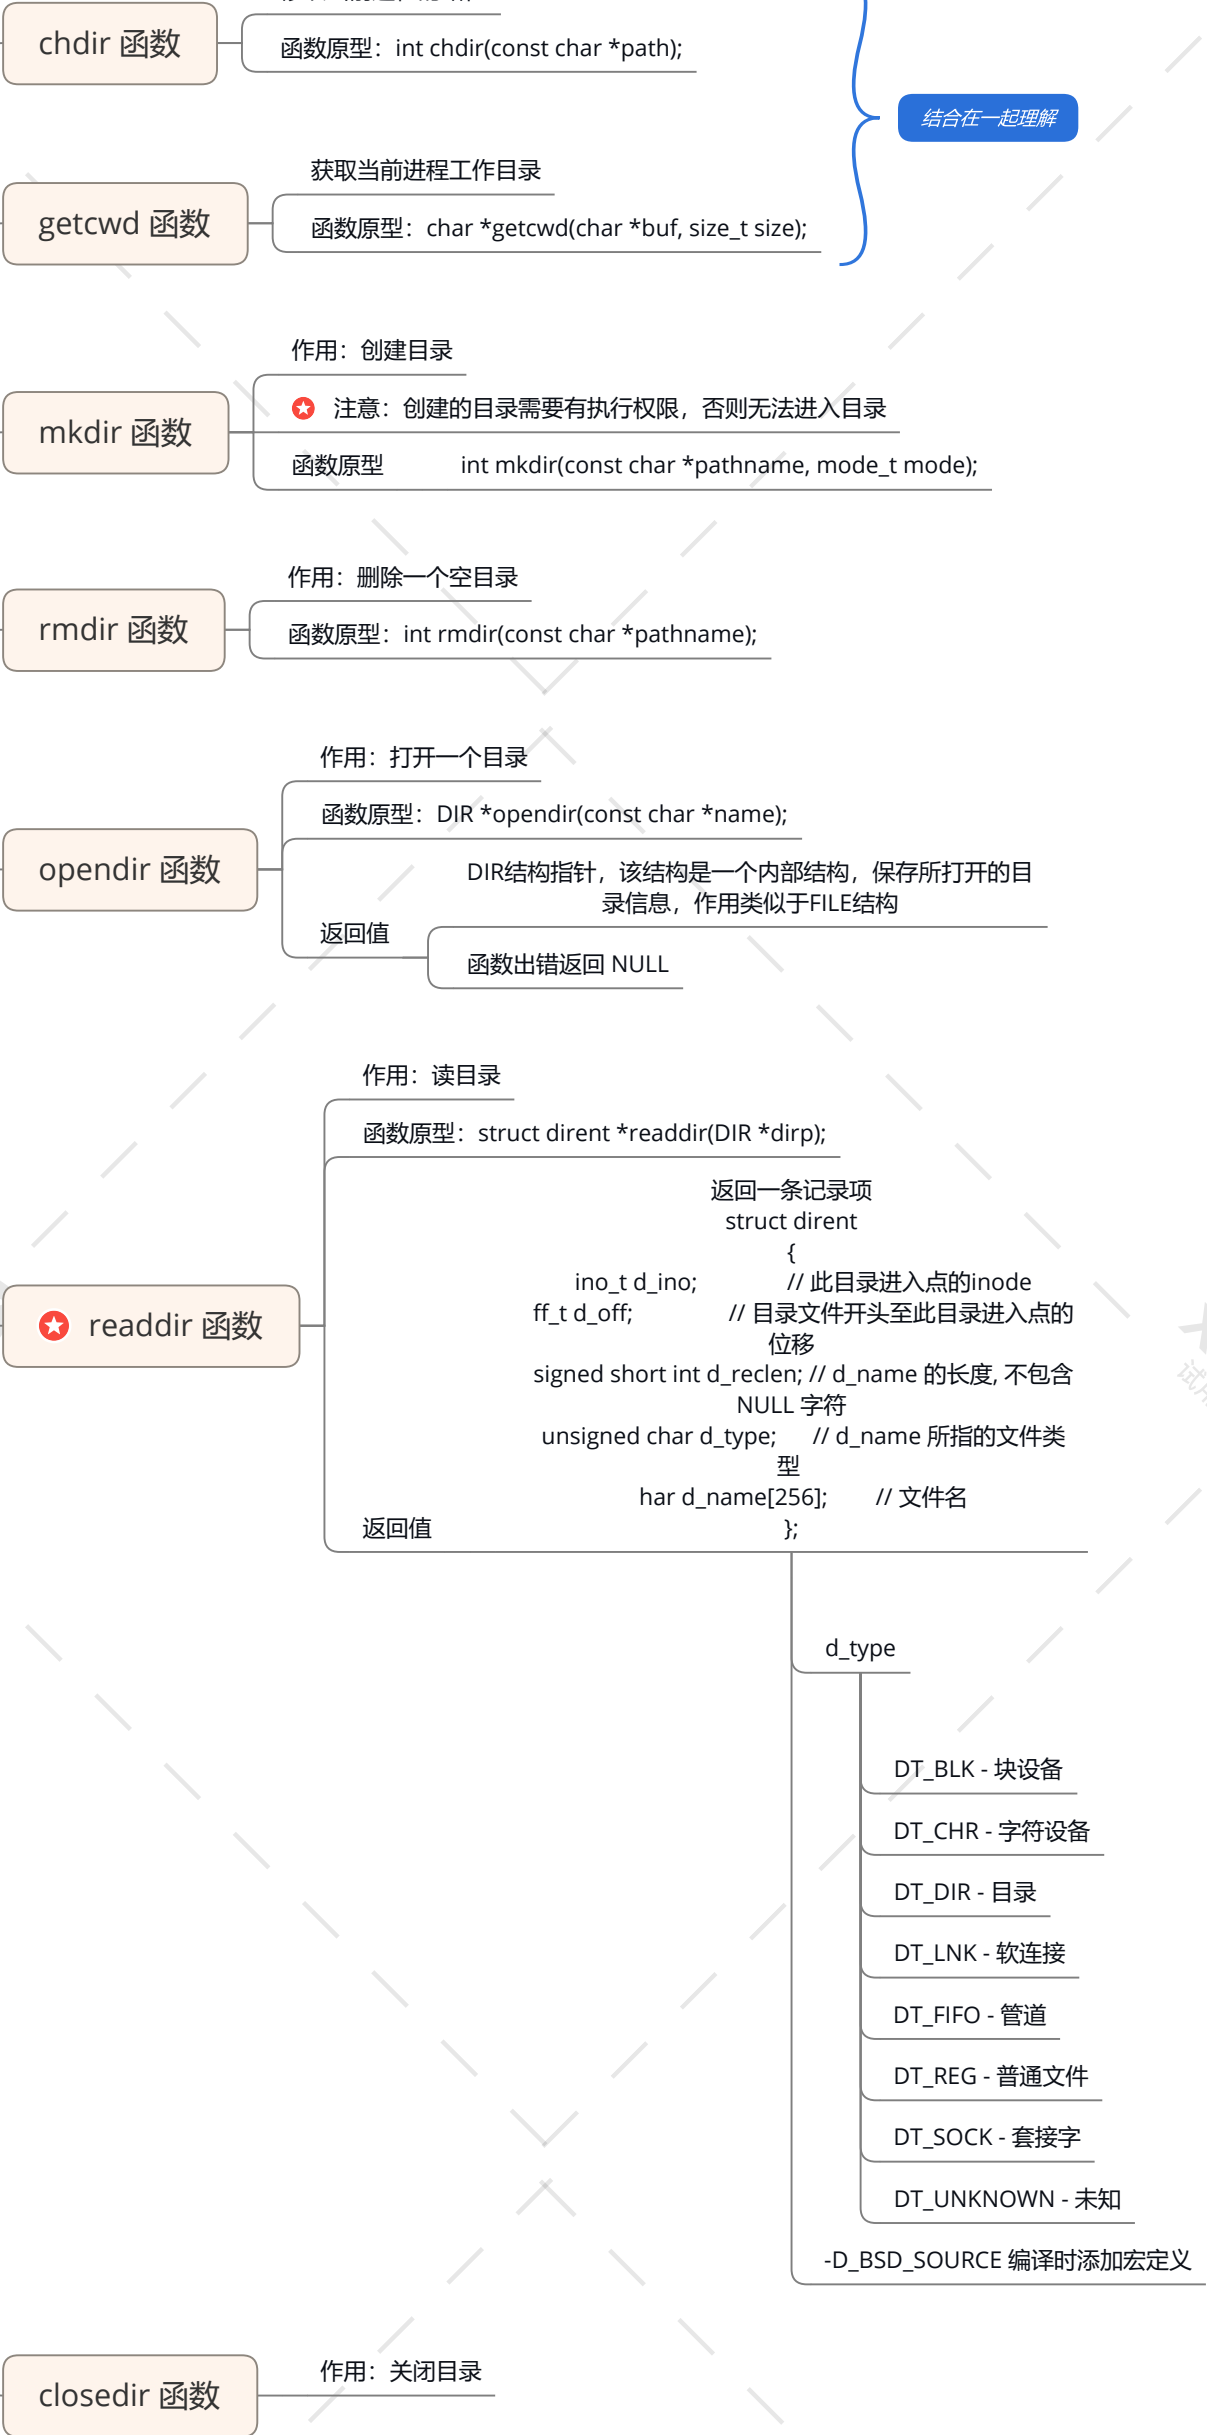 chdir 函数
函数原型：int chdir(const char *path);
结合在一起理解
获取当前进程工作目录
getcwd 函数
函数原型：char *getcwd(char *buf, size_t size);
作用：创建目录
注意：创建的目录需要有执行权限，否则无法进入目录
mkdir 函数
函数原型 int mkdir(const char *pathname, mode_t mode);
作用：删除一个空目录
rmdir 函数
函数原型：int rmdir(const char *pathname);
作用：打开一个目录
函数原型：DIR *opendir(const char *name);
opendir 函数
DIR结构指针，该结构是一个内部结构，保存所打开的目
录信息，作用类似于FILE结构
返回值
函数出错返回 NULL
作用：读目录
函数原型：struct dirent *readdir(DIR *dirp);
返回一条记录项
struct dirent
{
ino_t d_ino; // 此目录进入点的inode
ff_t d_off; // 目录文件开头至此目录进入点的
位移
readdir 函数
signed short int d_reclen; // d_name 的长度, 不包含
NULL 字符
unsigned char d_type; // d_name 所指的文件类
型
har d_name[256]; // 文件名
返回值 };
d_type
DT_BLK - 块设备
DT_CHR - 字符设备
DT_DIR - 目录
DT_LNK - 软连接
DT_FIFO - 管道
DT_REG - 普通文件
DT_SOCK - 套接字
DT_UNKNOWN - 未知
-D_BSD_SOURCE 编译时添加宏定义
作用：关闭目录
closedir 函数